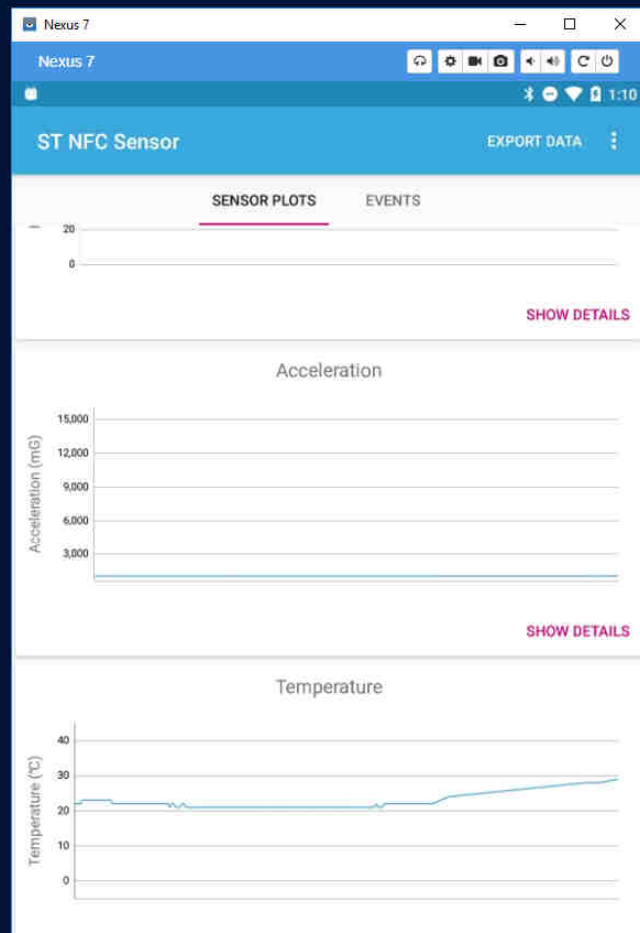 Nexus 7
Nexus 7
1:10
ST NFC Sensor
EXPORT DATA
SENSOR PLOTS
EVENTS
20
0
SHOW DETAILS
Acceleration
Acceleration (mG)
15,000
12,000
9,000
6,000
3,000
SHOW DETAILS
Temperature
Temperature (℃)
40
30
20
10
0